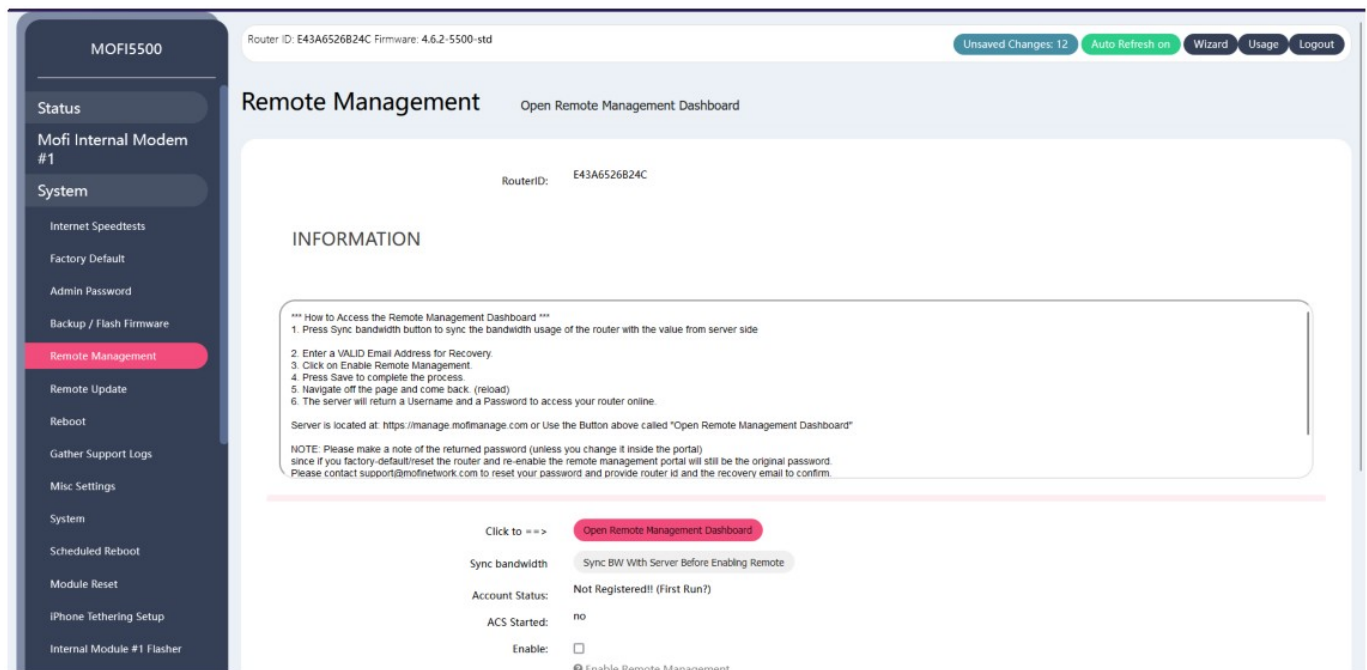 MOFI5500
Status
Mofi Internal Modem
#1
System
Internet Speedtests
Factory Default
Admin Password
Backup / Flash Firmware
Remote Management
Remote Update
Reboot
Gather Support Logs
Misc Settings
System
Scheduled Reboot
Module Reset
iPhone Tethering Setup
Internal Module #1 Flasher
Router ID: E43A6526B24C Firmware: 4.6.2-5500-std
Unsaved Changes: 12 Auto Refresh on Wizard Usage Logout
Remote Management Open Remote Management Dashboard
RouterID: E43A6526B24C
INFORMATION
*** How to Access the Remote Management Dashboard ***
1. Press Sync bandwidth button to sync the bandwidth usage of the router with the value from server side
2. Enter a VALID Email Address for Recovery.
3. Click on Enable Remote Management.
4. Press Save to complete the process.
5. Navigate off the page and come back. (reload)
6. The server will return a Username and a Password to access your router online.
Server is located at: https://manage.mofimanage.com or Use the Button above called "Open Remote Management Dashboard"
NOTE: Please make a note of the returned password (unless you change it inside the portal)
since if you factory-default/reset the router and re-enable the remote management portal will still be the original password.
Please contact support@mofinetwork.com to reset your password and provide router id and the recovery email to confirm.
Click to ==> Open Remote Management Dashboard
Sync bandwidth Sync BW With Server Before Enabling Remote
Account Status: Not Registered!! (First Run?)
ACS Started: no
Enable:
Enable Remote Management